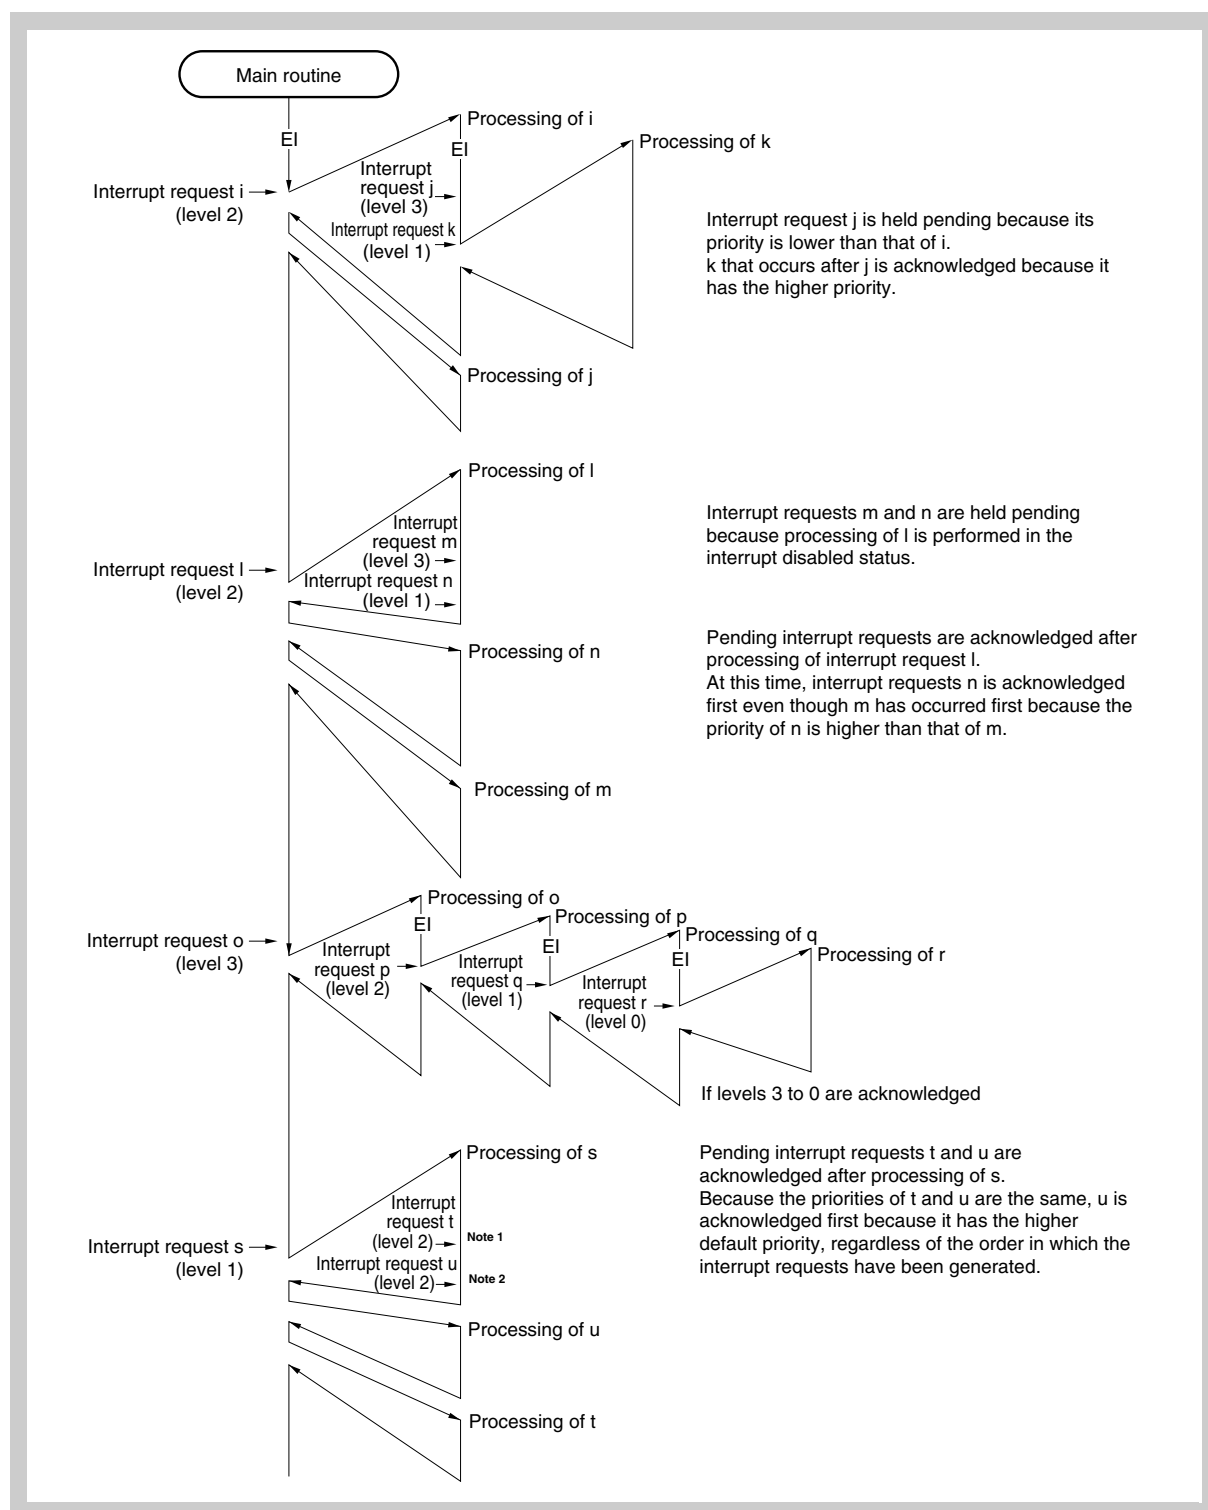 Main routine
EI
Processing of i
EI
Processing of k
Interrupt
request j
(level 3)
Interrupt request i
(level 2)
Interrupt request k
(level 1)
Interrupt request j is held pending because its
priority is lower than that of i.
k that occurs after j is acknowledged because it
has the higher priority.
Processing of j
Processing of l
Interrupt
request m
(level 3)
Interrupt request l
(level 2)
Interrupt request n
(level 1)
Interrupt requests m and n are held pending
because processing of l is performed in the
interrupt disabled status.
Processing of n
Pending interrupt requests are acknowledged after
processing of interrupt request l.
At this time, interrupt requests n is acknowledged
first even though m has occurred first because the
priority of n is higher than that of m.
Processing of m
Processing of o
EI
Processing of p
EI
Processing of q
EI
Processing of r
Interrupt request o
(level 3)
Interrupt
request p
(level 2)
Interrupt
request q
(level 1)
Interrupt
request r
(level 0)
If levels 3 to 0 are acknowledged
Processing of s
Interrupt
request t
(level 2)
Note 1
Interrupt request s
(level 1)
Interrupt request u
(level 2)
Note 2
Pending interrupt requests t and u are
acknowledged after processing of s.
Because the priorities of t and u are the same, u is
acknowledged first because it has the higher
default priority, regardless of the order in which the
interrupt requests have been generated.
Processing of u
Processing of t